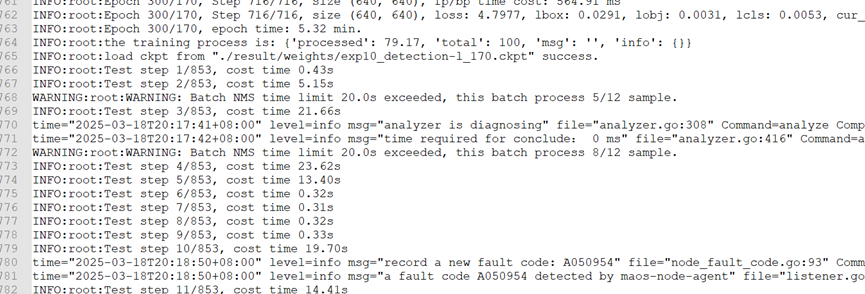 761 INFO:root:Epoch 300/170, Step 716/716, size (640, 640), fp/bp time cost: 564.91 ms
762 INFO:root:Epoch 300/170, Step 716/716, size (640, 640), loss: 4.7977, lbox: 0.0291, lobj: 0.0031, lcls: 0.0053, cur_
763 INFO:root:Epoch 300/170, epoch time: 5.32 min.
764 INFO:root:the training process is: {'processed': 79.17, 'total': 100, 'msg': '', 'info': {}}
765 INFO:root:load ckpt from "./result/weights/exp10_detection-l_170.ckpt" success.
766 INFO:root:Test step 1/853, cost time 0.43s
767 INFO:root:Test step 2/853, cost time 5.15s
768 WARNING:root:WARNING: Batch NMS time limit 20.0s exceeded, this batch process 5/12 sample.
769 INFO:root:Test step 3/853, cost time 21.66s
770 time="2025-03-18T20:17:41+08:00" level=info msg="analyzer is diagnosing" file="analyzer.go:308" Command=analyze Comp
771 time="2025-03-18T20:17:42+08:00" level=info msg="time required for conclude:  0 ms" file="analyzer.go:416" Command=a
772 WARNING:root:WARNING: Batch NMS time limit 20.0s exceeded, this batch process 8/12 sample.
773 INFO:root:Test step 4/853, cost time 23.62s
774 INFO:root:Test step 5/853, cost time 13.40s
775 INFO:root:Test step 6/853, cost time 0.32s
776 INFO:root:Test step 7/853, cost time 0.31s
777 INFO:root:Test step 8/853, cost time 0.32s
778 INFO:root:Test step 9/853, cost time 0.33s
779 INFO:root:Test step 10/853, cost time 19.70s
780 time="2025-03-18T20:18:50+08:00" level=info msg="record a new fault code: A050954" file="node_fault_code.go:93" Comm
781 time="2025-03-18T20:18:50+08:00" level=info msg="a fault code A050954 detected by maos-node-agent" file="listener.go
782 INFO:root:Test step 11/853, cost time 14.41s